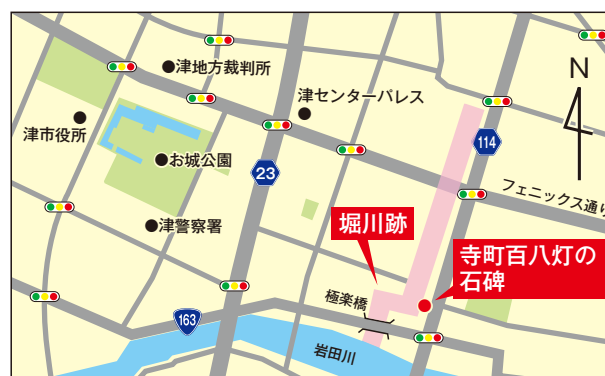 津地方裁判所
N
津センターパレス
津市役所
114
お城公園
23
フェニックス通り
津警察署
堀川跡
寺町百八灯の
石碑
極楽橋
163
岩田川